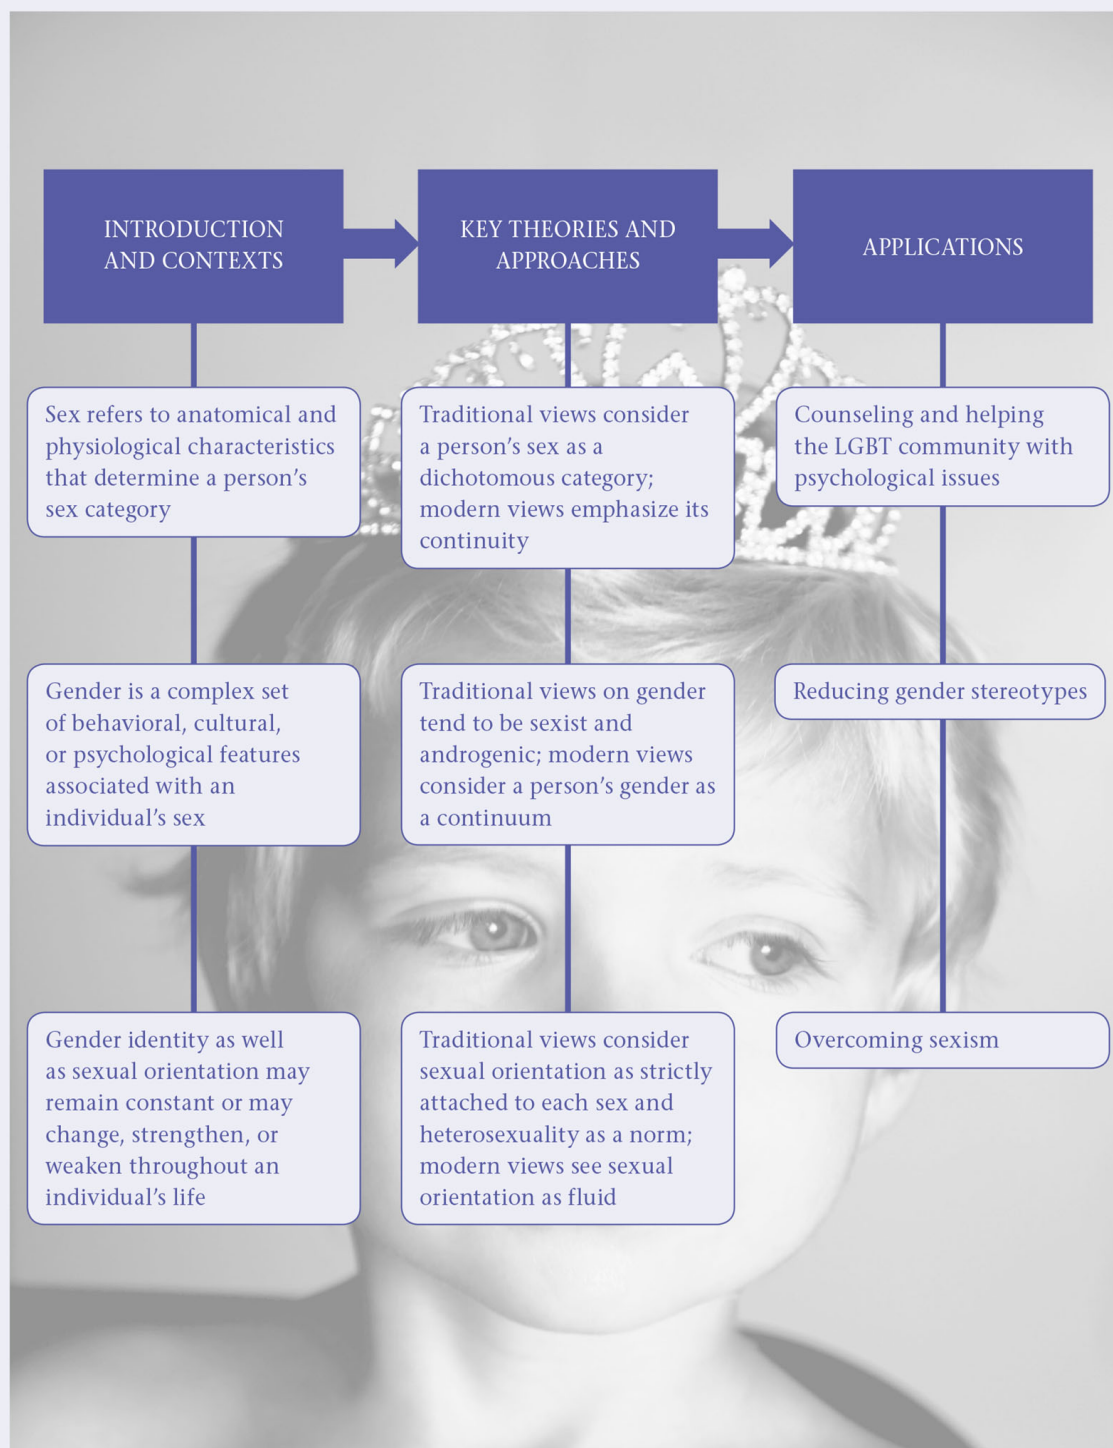 INTRODUCTION
AND CONTEXTS
KEY THEORIES AND
APPROACHES
APPLICATIONS
Sex refers to anatomical and
physiological characteristics
that determine a person’s
sex category
Traditional views consider
a person’s sex as a
dichotomous category;
modern views emphasize its
continuity
Counseling and helping
the LGBT community with
psychological issues
Gender is a complex set
of behavioral, cultural,
or psychological features
associated with an
individual’s sex
Traditional views on gender
tend to be sexist and
androgenic; modern views
consider a person’s gender as
a continuum
Reducing gender stereotypes
Gender identity as well
as sexual orientation may
remain constant or may
change, strengthen, or
weaken throughout an
individual’s life
Traditional views consider
sexual orientation as strictly
attached to each sex and
heterosexuality as a norm;
modern views see sexual
orientation as fluid
Overcoming sexism